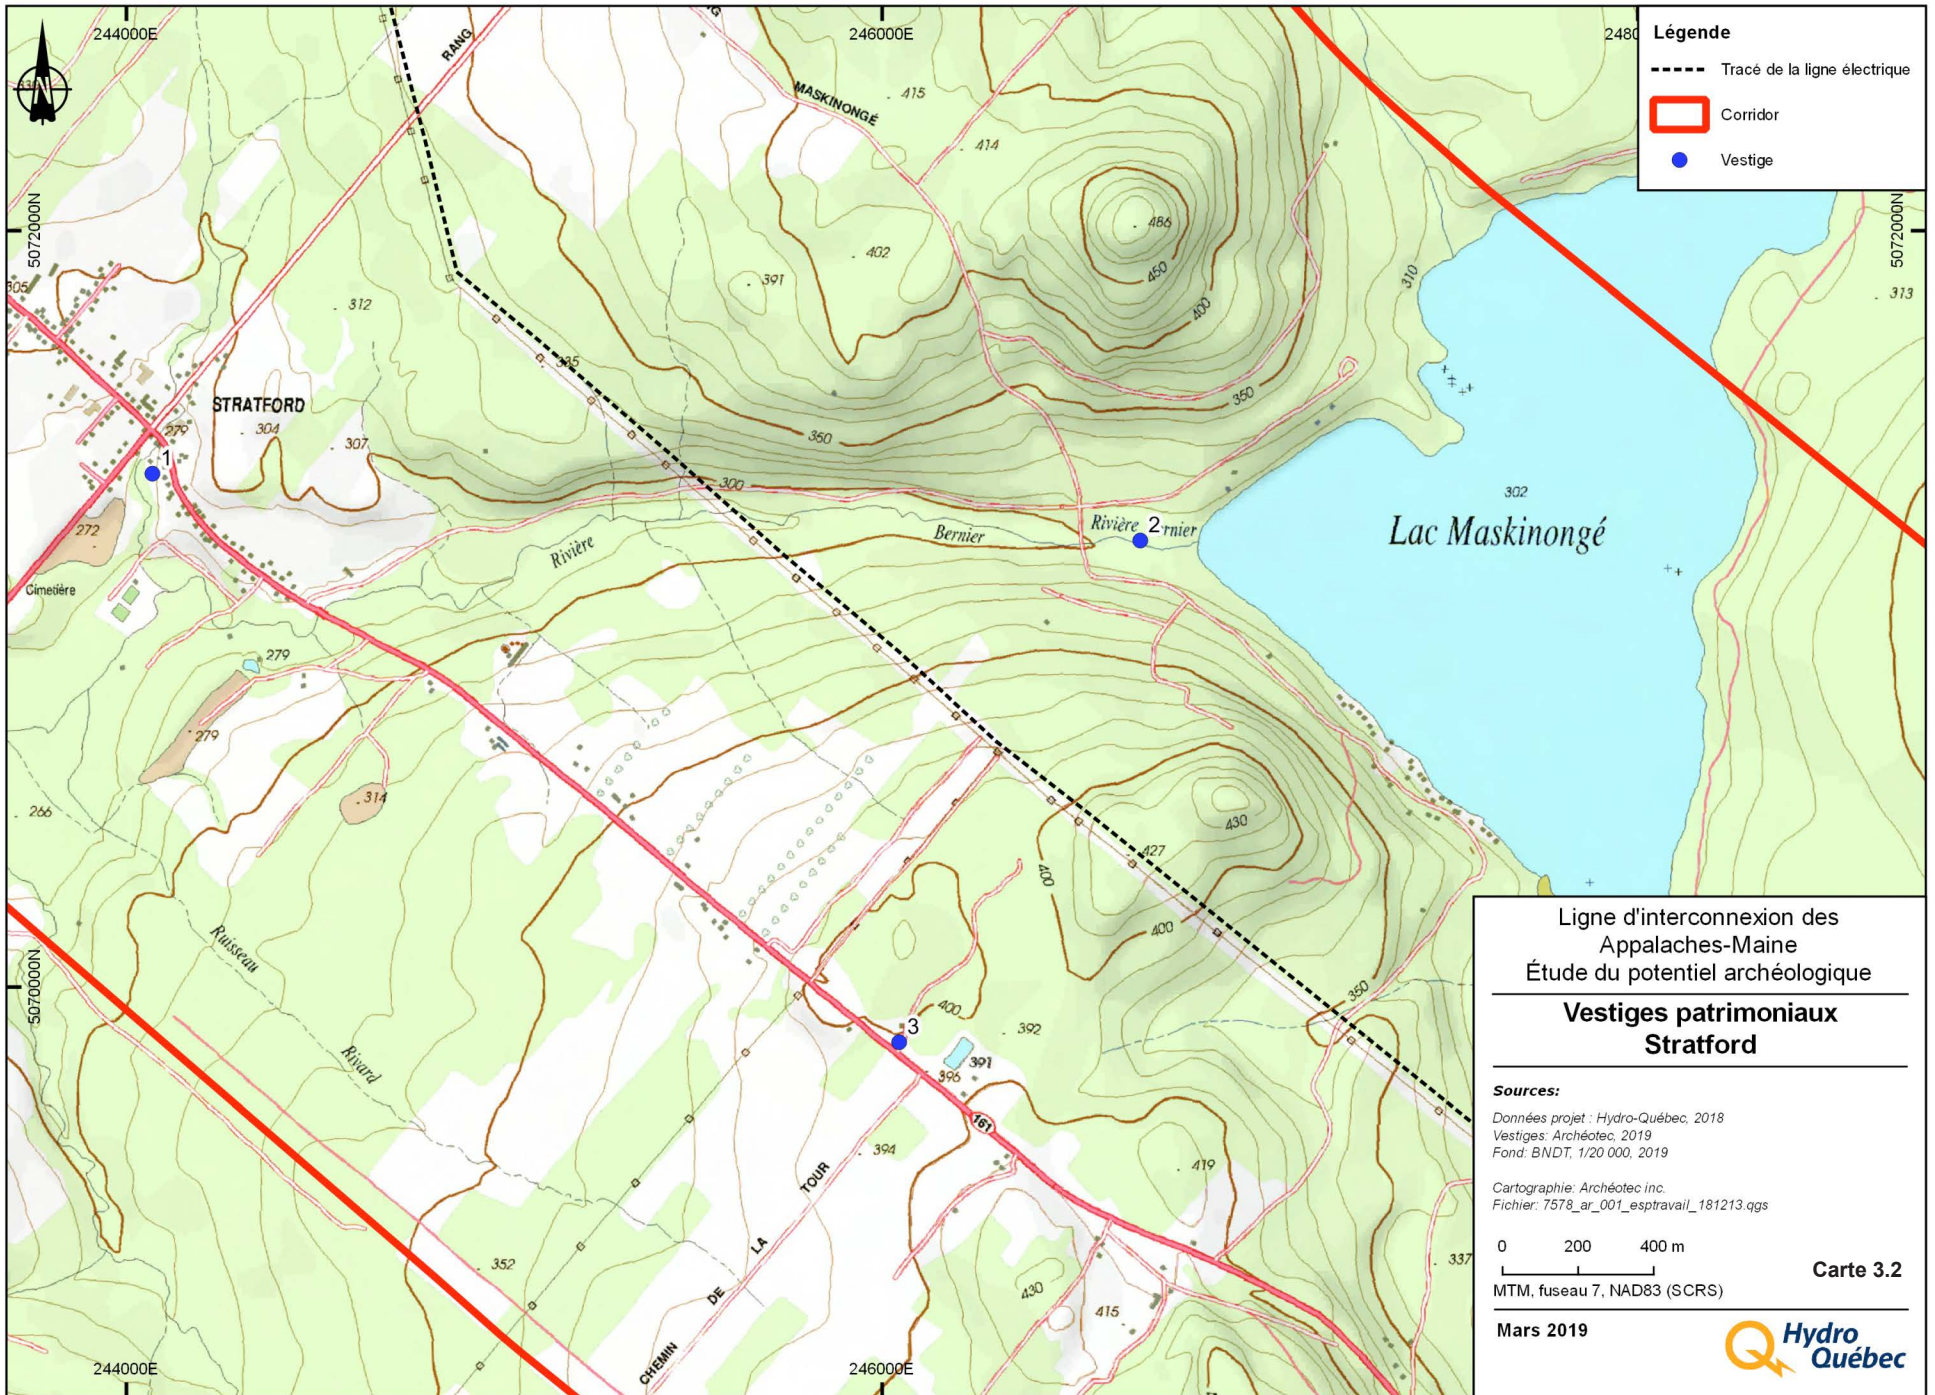 244000E
246000E
2480
RANG
MASKINONGÉ
415
414
486
450
402
391
400
310
313
5072000N
5072000N
305
312
335
350
350
STRATFORD
279
304
307
1
300
302
Lac Maskinongé
272
Rivière
Bernier
Rivière
2
rnier
Cimetière
279
279
314
266
430
427
400
400
Ruisseau
Rivard
5070000N
350
400
392
3
391
396
161
394
419
TOUR
LA
DE
CHEMIN
352
430
415
337
244000E
246000E
Légende
Tracé de la ligne électrique
Corridor
Vestige
Ligne d'interconnexion des
Appalaches-Maine
Étude du potentiel archéologique
Vestiges patrimoniaux
Stratford
Sources:
Données projet : Hydro-Québec, 2018
Vestiges: Archéotec, 2019
Fond: BNDT, 1/20 000, 2019
Cartographie: Archéotec inc.
Fichier: 7578_ar_001_esptravail_181213.qgs
0 200 400 m
MTM, fuseau 7, NAD83 (SCRS)
Carte 3.2
Mars 2019
Hydro
Québec